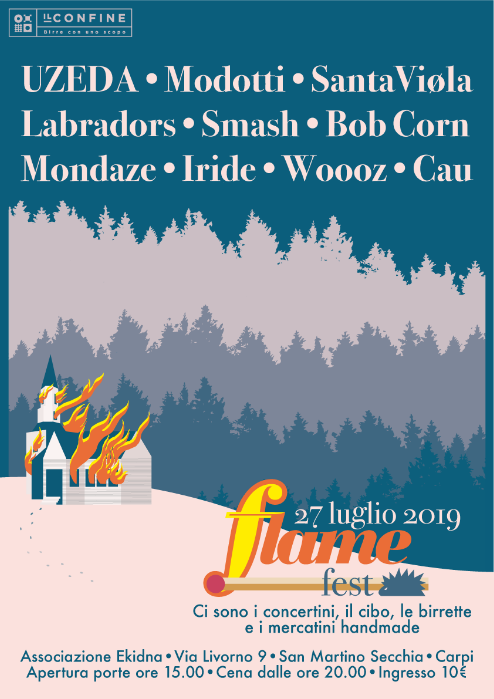 ILCONFINE
Birre con uno scopo
UZEDA • Modotti • SantaViøla
Labradors • Smash • Bob Corn
Mondaze • Iride • Woooz • Cau
27 luglio 2019
flame
fest
Ci sono i concertini, il cibo, le birrette
e i mercatini handmade
Associazione Ekidna • Via Livorno 9 • San Martino Secchia • Carpi
Apertura porte ore 15.00 • Cena dalle ore 20.00 • Ingresso 10€